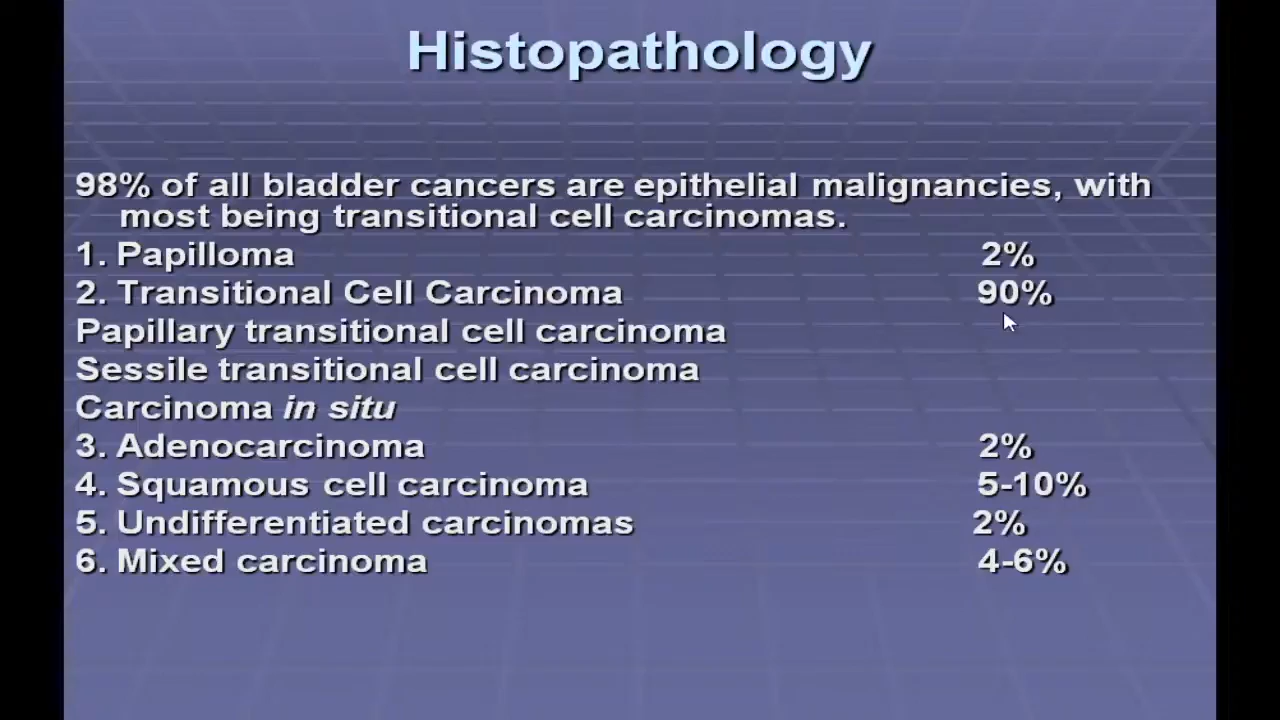 Histopathology
98% of all bladder cancers are epithelial malignancies, with
most being transitional cell carcinomas.
1. Papilloma 2%
2. Transitional Cell Carcinoma 90%
Papillary transitional cell carcinoma
Sessile transitional cell carcinoma
Carcinoma in situ
3. Adenocarcinoma 2%
4. Squamous cell carcinoma 5-10%
5. Undifferentiated carcinomas 2%
6. Mixed carcinoma 4-6%